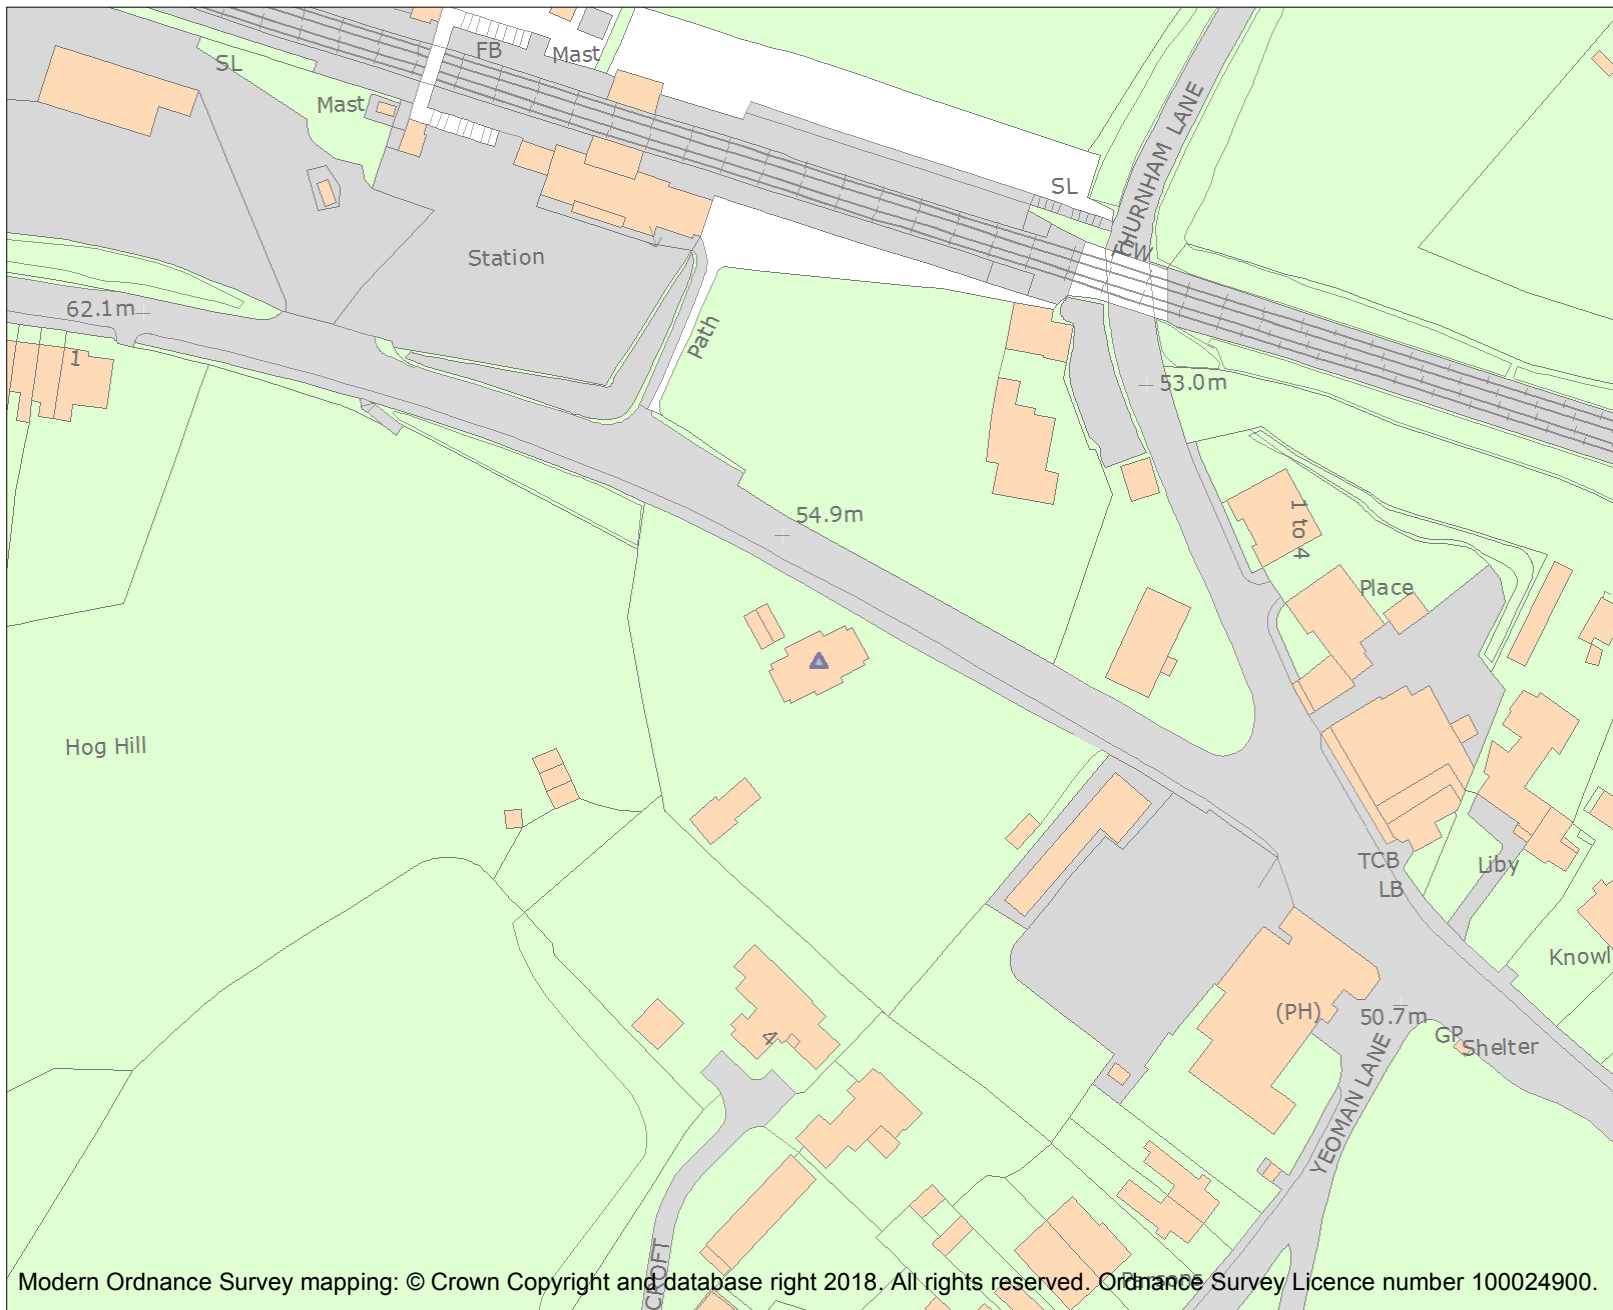 FB
Mast
SL
Mast
THURNHAM LANE
SL
CW
Station
62.1m
1
Path
53.0m
54.9m
1 to 4
Place
Hog Hill
TCB
LB
Liby
Knowl
(PH)
50.7m
GP
Shelter
4
YEOMAN LANE
CROFT
Parsons
Modern Ordnance Survey mapping: © Crown Copyright and database right 2018. All rights reserved. Ordnance Survey Licence number 100024900.